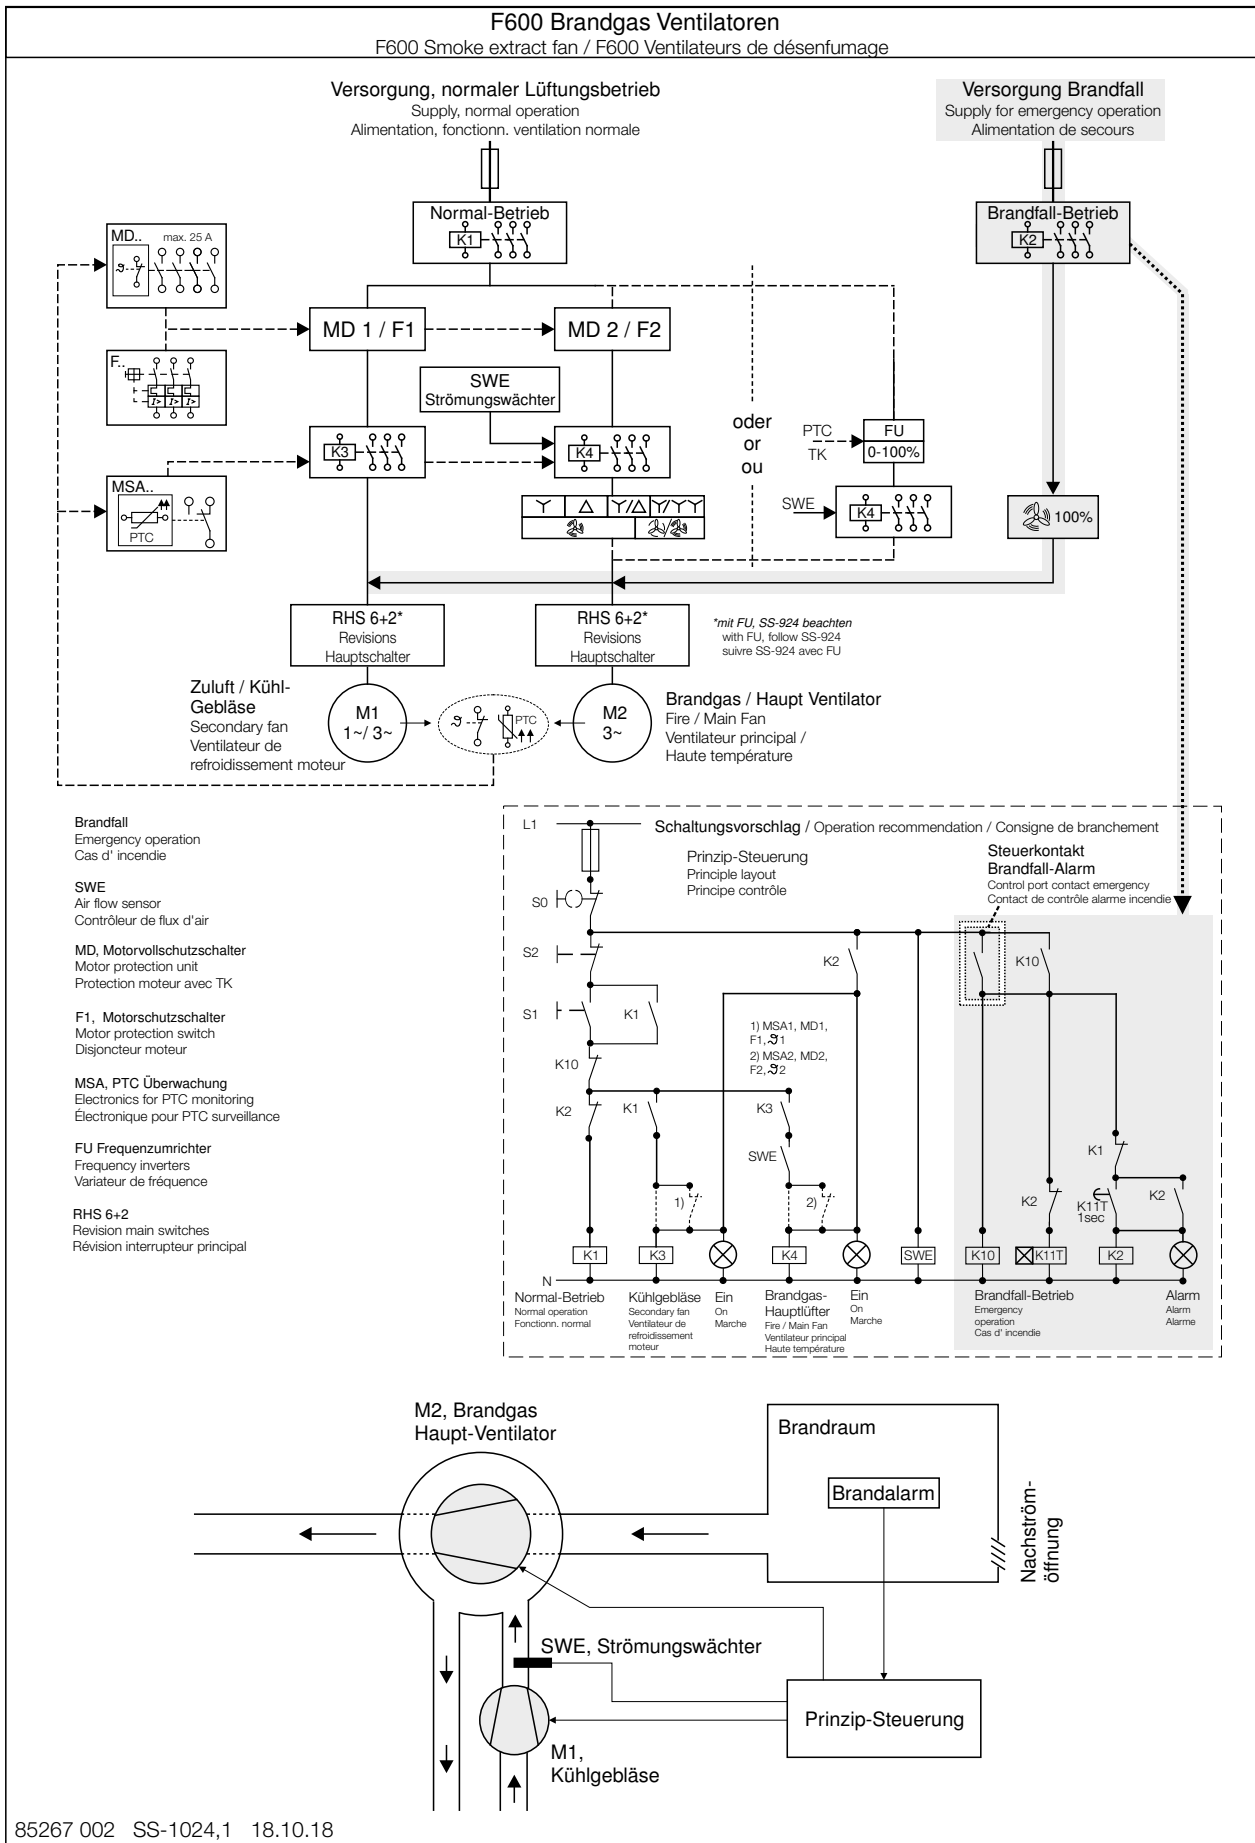 F600 Brandgas Ventilatoren
F600 Smoke extract fan / F600 Ventilateurs de désenfumage
Versorgung, normaler Lüftungsbetrieb
Supply, normal operation
Alimentation, fonctionn. ventilation normale
Versorgung Brandfall
Supply for emergency operation
Alimentation de secours
Normal-Betrieb
K1
Brandfall-Betrieb
K2
MD.. max. 25 A
ϑ
MD 1 / F1
MD 2 / F2
F..
I> I> I>
SWE
Strömungswächter
oder
or
ou
PTC
TK
FU
0-100%
K3
K4
MSA..
PTC
Y Δ Y/Δ Y/YY
SWE
K4
100%
RHS 6+2*
Revisions
Hauptschalter
RHS 6+2*
Revisions
Hauptschalter
*mit FU, SS-924 beachten
with FU, follow SS-924
suivre SS-924 avec FU
Zuluft / Kühl-
Gebläse
Secondary fan
Ventilateur de
refroidissement moteur
M1
1~/ 3~
ϑ
PTC
M2
3~
Brandgas / Haupt Ventilator
Fire / Main Fan
Ventilateur principal /
Haute température
Brandfall
Emergency operation
Cas d' incendie
SWE
Air flow sensor
Contrôleur de flux d'air
MD, Motorvollschutzschalter
Motor protection unit
Protection moteur avec TK
F1, Motorschutzschalter
Motor protection switch
Disjoncteur moteur
MSA, PTC Überwachung
Electronics for PTC monitoring
Électronique pour PTC surveillance
FU Frequenzumrichter
Frequency inverters
Variateur de fréquence
RHS 6+2
Revision main switches
Révision interrupteur principal
L1
Schaltungsvorschlag / Operation recommendation / Consigne de branchement
Prinzip-Steuerung
Principle layout
Principe contrôle
Steuerkontakt
Brandfall-Alarm
Control port contact emergency
Contact de contrôle alarme incendie
S0
S2
K2
K10
S1
K1
1) MSA1, MD1,
F1, ϑ1
2) MSA2, MD2,
F2, ϑ2
K10
K2
K1
K3
SWE
K1
1)
2)
K2
K11T
1sec
K2
K1
K3
K4
SWE
K10
K11T
K2
N
Normal-Betrieb
Normal operation
Fonctionn. normal
Kühlgebläse
Secondary fan
Ventilateur de
refroidissement
moteur
Ein
On
Marche
Brandgas-
Hauptlüfter
Fire / Main Fan
Ventilateur principal
Haute température
Ein
On
Marche
Brandfall-Betrieb
Emergency
operation
Cas d' incendie
Alarm
Alarm
Alarme
M2, Brandgas
Haupt-Ventilator
Brandraum
Brandalarm
Nachström-
öffnung
SWE, Strömungswächter
Prinzip-Steuerung
M1,
Kühlgebläse
85267 002 SS-1024,1 18.10.18